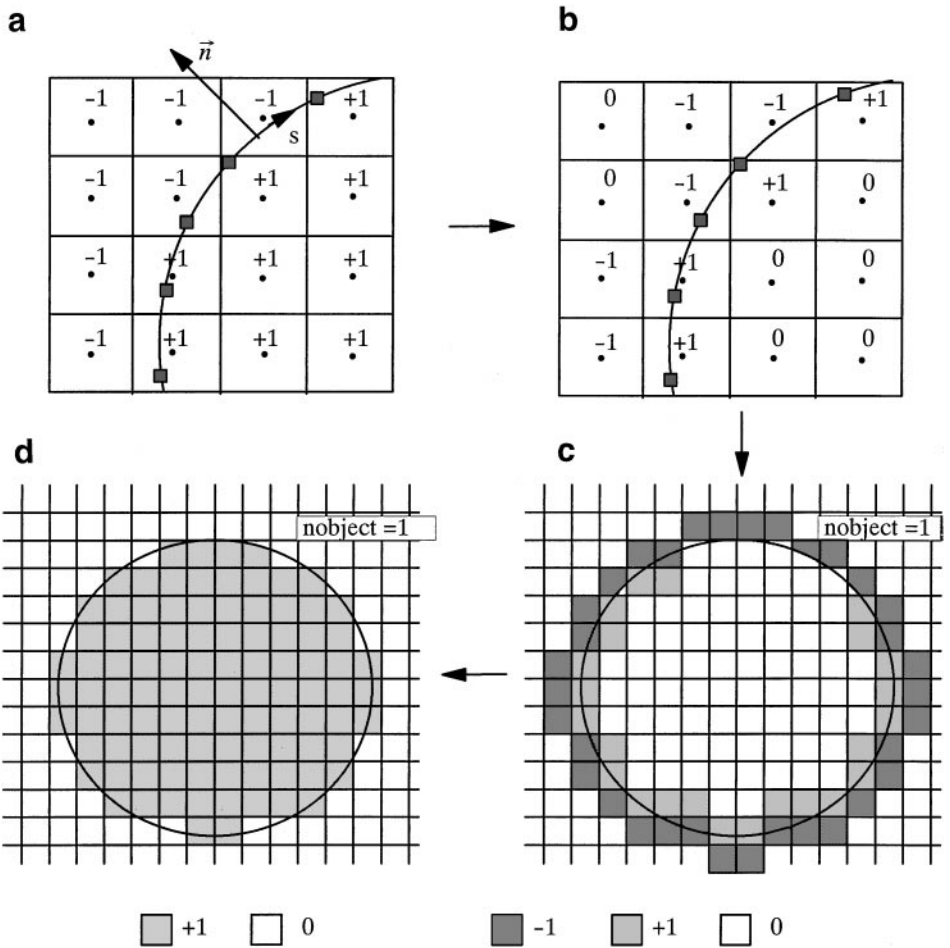 a
b
n
s
-1 -1 -1 +1
-1 -1 +1 +1
-1 +1 +1 +1
-1 +1 +1 +1
0 -1 -1 +1
0 -1 +1 0
-1 +1 0 0
-1 +1 0 0
d
c
nobject =1
nobject =1
+1 0
-1 +1 0